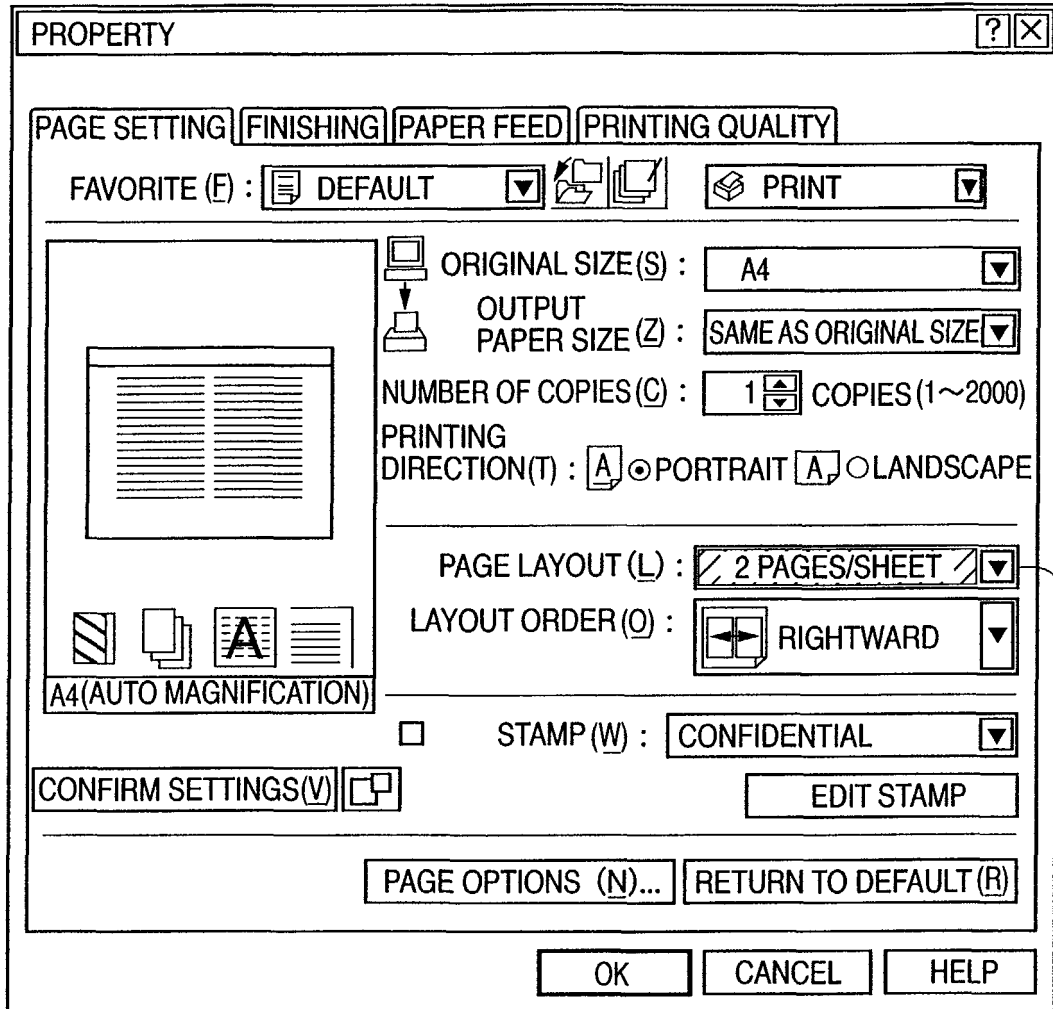 PROPERTY ? X
PAGE SETTING FINISHING PAPER FEED PRINTING QUALITY
FAVORITE (F) : DEFAULT PRINT
ORIGINAL SIZE(S) : A4
OUTPUT
PAPER SIZE (Z) : SAME AS ORIGINAL SIZE
NUMBER OF COPIES(C) : 1 COPIES (1～2000)
PRINTING
DIRECTION(T) : A PORTRAIT A LANDSCAPE
PAGE LAYOUT (L) : 2 PAGES/SHEET
LAYOUT ORDER (O) : RIGHTWARD
A
A4(AUTO MAGNIFICATION)
STAMP (W) : CONFIDENTIAL
CONFIRM SETTINGS(V) EDIT STAMP
PAGE OPTIONS (N)... RETURN TO DEFAULT (R)
OK CANCEL HELP